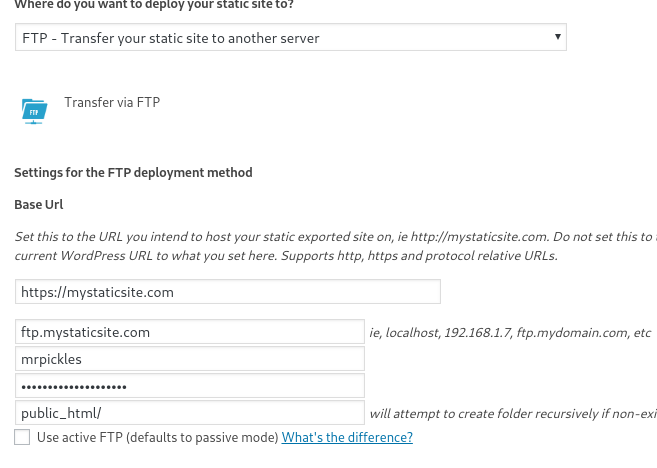 Where do you want to deploy your static site to?
FTP - Transfer your static site to another server
FTP
Transfer via FTP
Settings for the FTP deployment method
Base Url
Set this to the URL you intend to host your static exported site on, ie http://mystaticsite.com. Do not set this to
current WordPress URL to what you set here. Supports http, https and protocol relative URLs.
https://mystaticsite.com
ftp.mystaticsite.com ie, localhost, 192.168.1.7, ftp.mydomain.com, etc
mrpickles
•••••••••••••••••••
public_html/ will attempt to create folder recursively if non-exi
Use active FTP (defaults to passive mode) What's the difference?